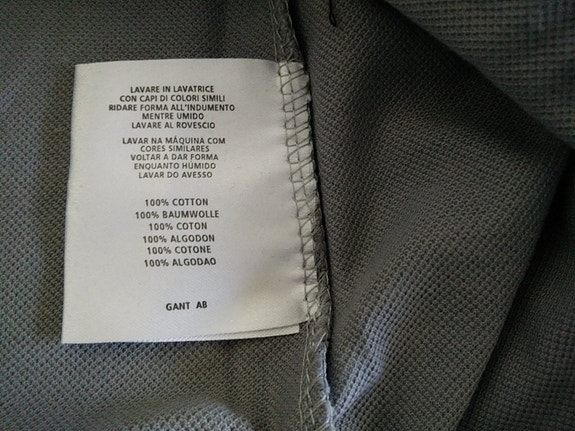 LAVARE IN LAVATRICE
CON CAPI DI COLORI SIMILI
RIDARE FORMA ALL'INDUMENTO
MENTRE UMIDO
LAVARE AL ROVESCIO
LAVAR NA MÁQUINA COM
CORES SIMILARES
VOLTAR A DAR FORMA
ENQUANTO HÚMIDO
LAVAR DO AVESSO
100% COTTON
100% BAUMWOLLE
100% COTON
100% ALGODON
100% COTONE
100% ALGODAO
GANT AB